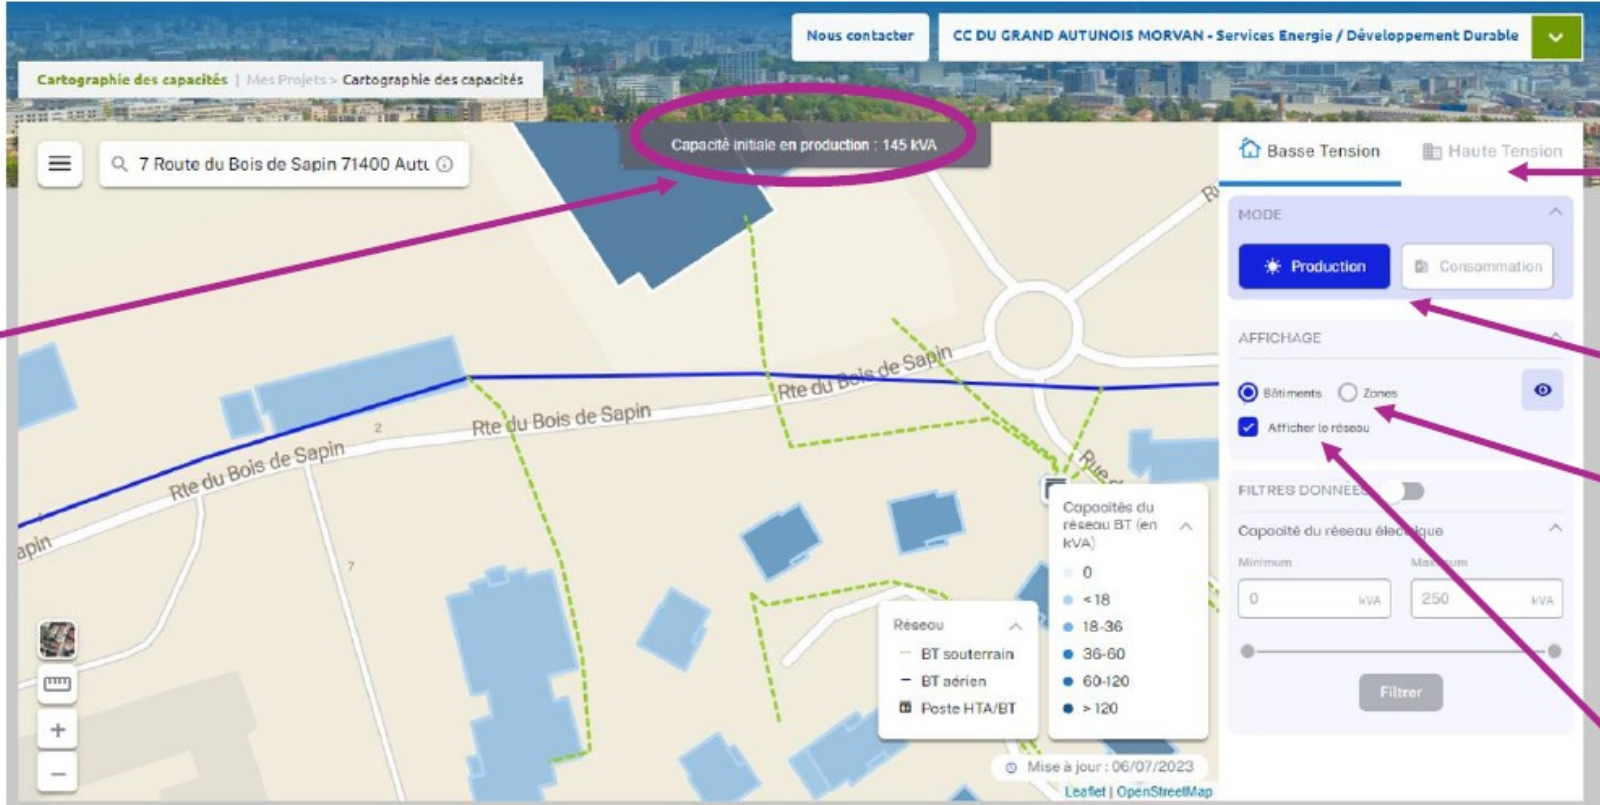 Nous contacter
CC DU GRAND AUTUNOIS MORVAN - Services Energie / Développement Durable
Cartographie des capacités | Mes Projets > Cartographie des capacités
Capacité initiale en production : 145 kVA
7 Route du Bois de Sapin 71400 Autu
Basse Tension
Haute Tension
MODE
Production
Consommation
AFFICHAGE
Bâtiments
Zones
Afficher le réseau
FILTRES DONNÉES
Capacité du réseau électrique
Minimum
Maximum
0 kVA
250 kVA
Filtrer
Rte du Bois de Sapin
Rte du Bois de Sapin
Rte du Bois de Sapin
apin
2
7
Capacités du
réseau BT (en
kVA)
0
<18
18-36
36-60
60-120
>120
Réseau
BT souterrain
BT aérien
Poste HTA/BT
Mise à jour : 06/07/2023
Leaflet | OpenStreetMap
+
−